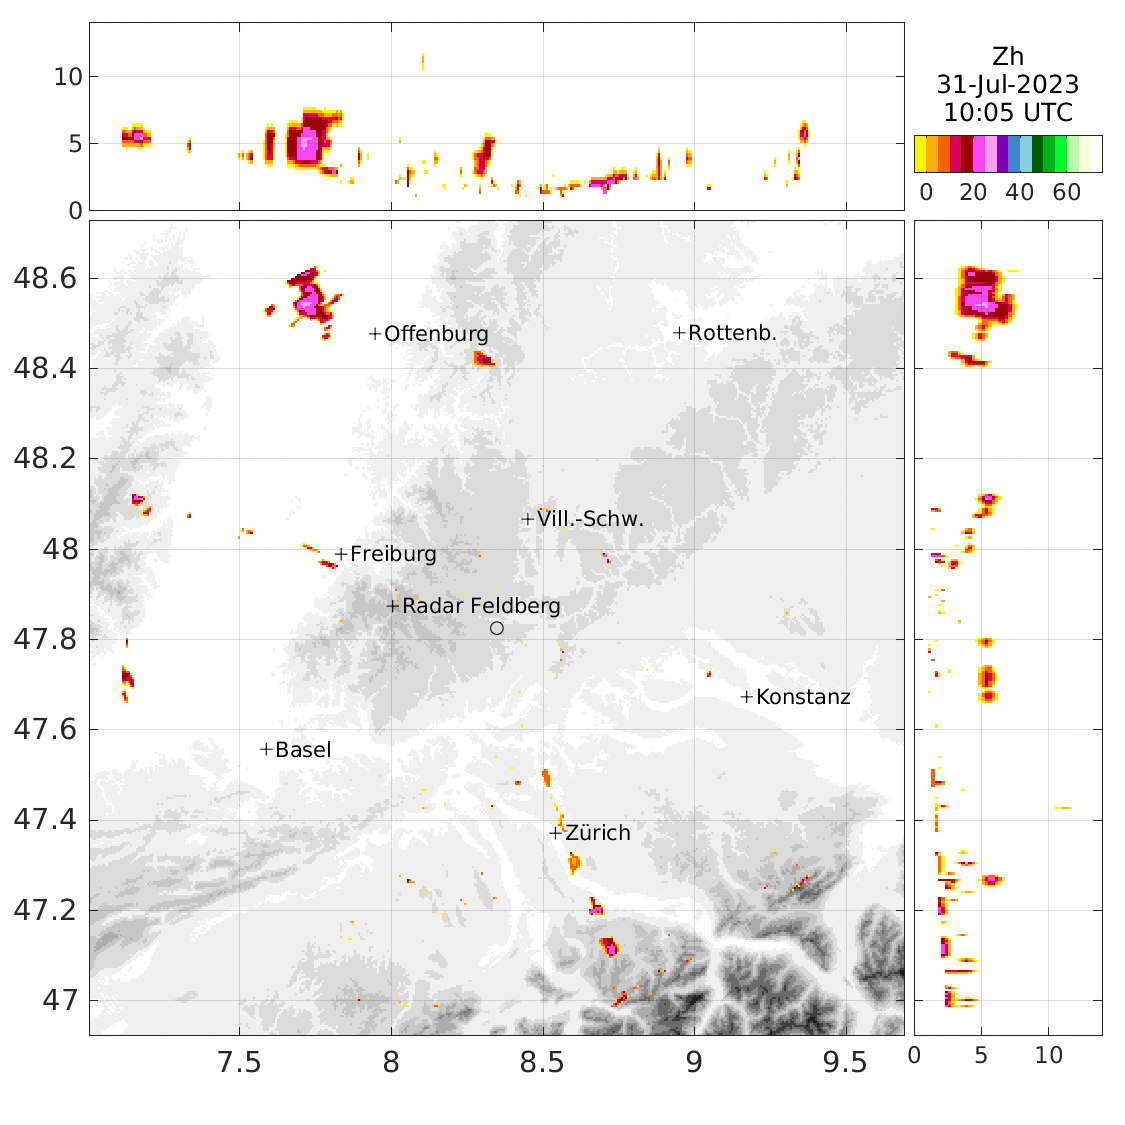 10
5
0
Zh
31-Jul-2023
10:05 UTC
0 20 40 60
48.6
48.4
48.2
48
47.8
47.6
47.4
47.2
47
+Offenburg
+Rottenb.
+Vill.-Schw.
+Freiburg
+Radar Feldberg
+Konstanz
+Basel
+Zürich
7.5 8 8.5 9 9.5
0 5 10